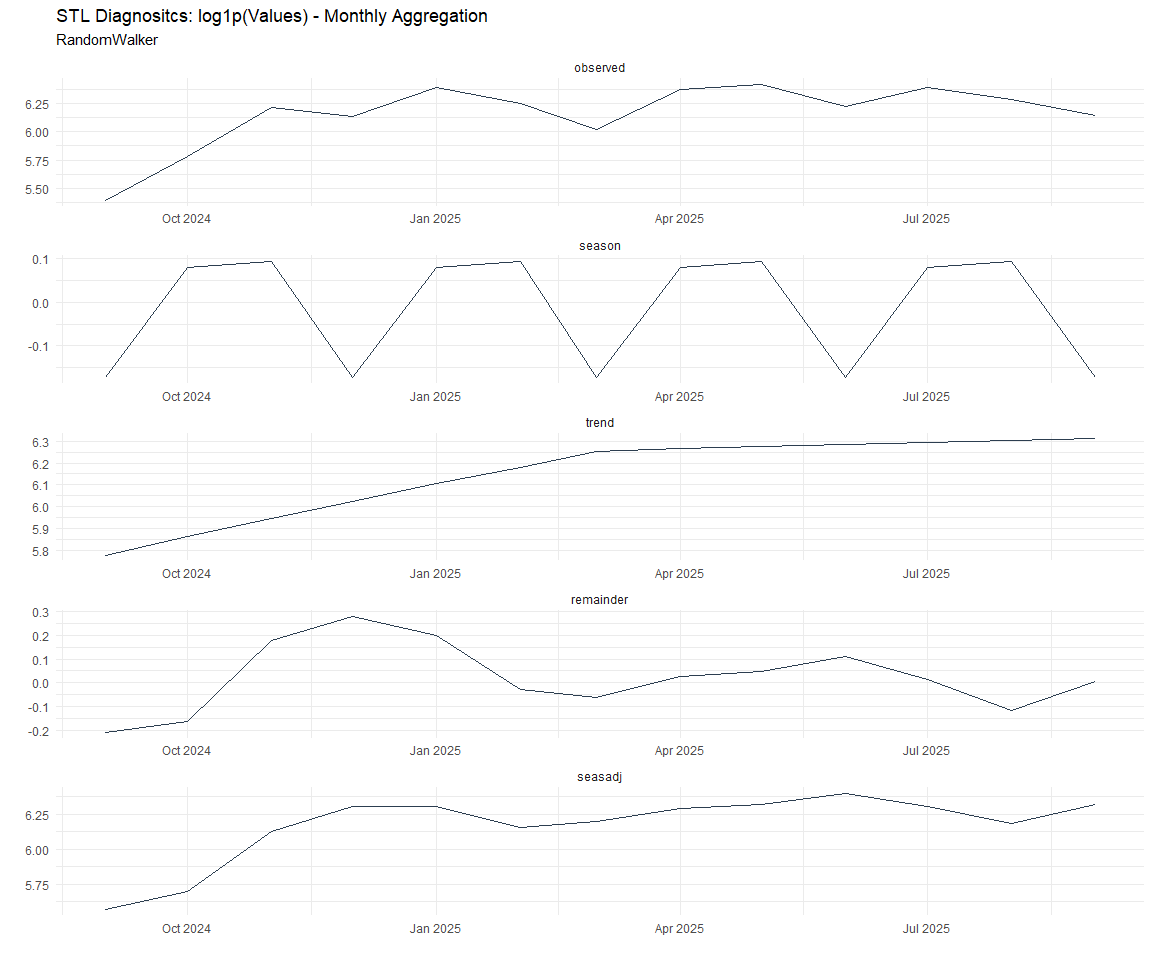 STL Diagnositcs: log1p(Values) - Monthly Aggregation
RandomWalker
observed
6.25
6.00
5.75
5.50
Oct 2024 Jan 2025 Apr 2025 Jul 2025
season
0.1
0.0
-0.1
Oct 2024 Jan 2025 Apr 2025 Jul 2025
trend
6.3
6.2
6.1
6.0
5.9
5.8
Oct 2024 Jan 2025 Apr 2025 Jul 2025
remainder
0.3
0.2
0.1
0.0
-0.1
-0.2
Oct 2024 Jan 2025 Apr 2025 Jul 2025
seasadj
6.25
6.00
5.75
Oct 2024 Jan 2025 Apr 2025 Jul 2025